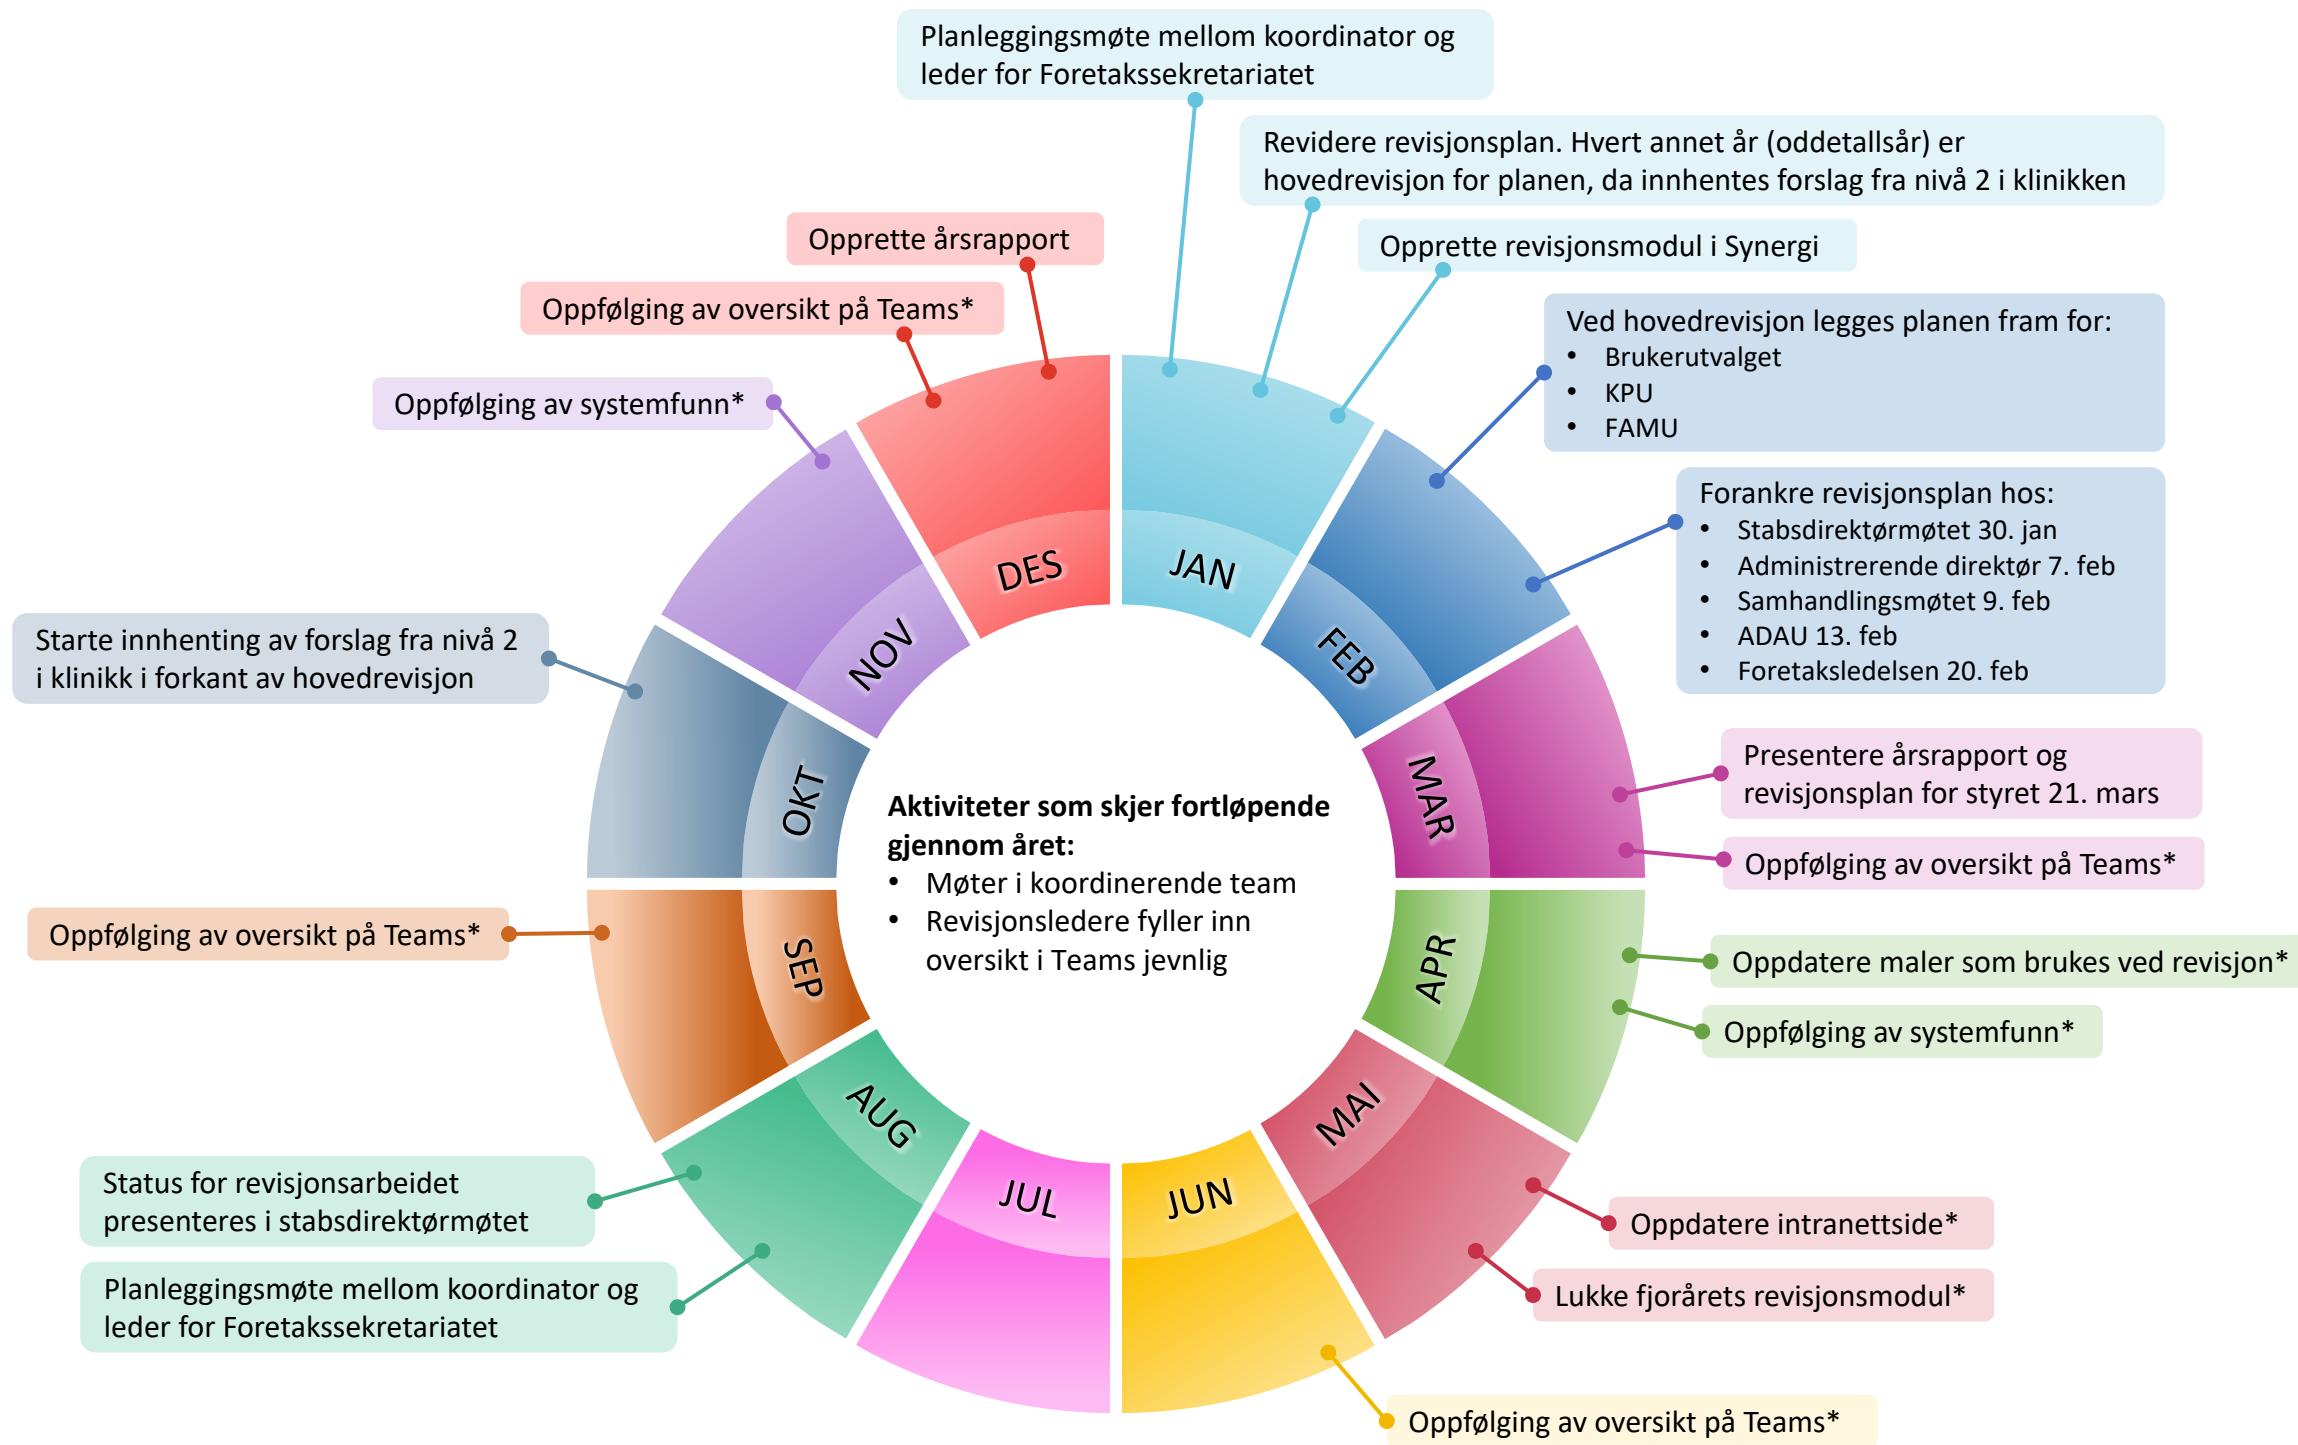 Planleggingsmøte mellom koordinator og
leder for Foretakssekretariatet
Revidere revisjonsplan. Hvert annet år (oddetallsår) er
hovedrevisjon for planen, da innhentes forslag fra nivå 2 i klinikken
Opprette revisjonsmodul i Synergi
Ved hovedrevisjon legges planen fram for:
• Brukerutvalget
• KPU
• FAMU
Forankre revisjonsplan hos:
• Stabsdirektørmøtet 30. jan
• Administrerende direktør 7. feb
• Samhandlingsmøtet 9. feb
• ADAU 13. feb
• Foretaksledelsen 20. feb
Presentere årsrapport og
revisjonsplan for styret 21. mars
Oppfølging av oversikt på Teams*
Oppdatere maler som brukes ved revisjon*
Oppfølging av systemfunn*
Oppdatere intranettside*
Lukke fjorårets revisjonsmodul*
Oppfølging av oversikt på Teams*
Planleggingsmøte mellom koordinator og
leder for Foretakssekretariatet
Status for revisjonsarbeidet
presenteres i stabsdirektørmøtet
Oppfølging av oversikt på Teams*
Starte innhenting av forslag fra nivå 2
i klinikk i forkant av hovedrevisjon
Oppfølging av systemfunn*
Oppfølging av oversikt på Teams*
Opprette årsrapport
JAN
FEB
MAR
APR
MAI
JUN
JUL
AUG
SEP
OKT
NOV
DES
Aktiviteter som skjer fortløpende
gjennom året:
• Møter i koordinerende team
• Revisjonsledere fyller inn
oversikt i Teams jevnlig